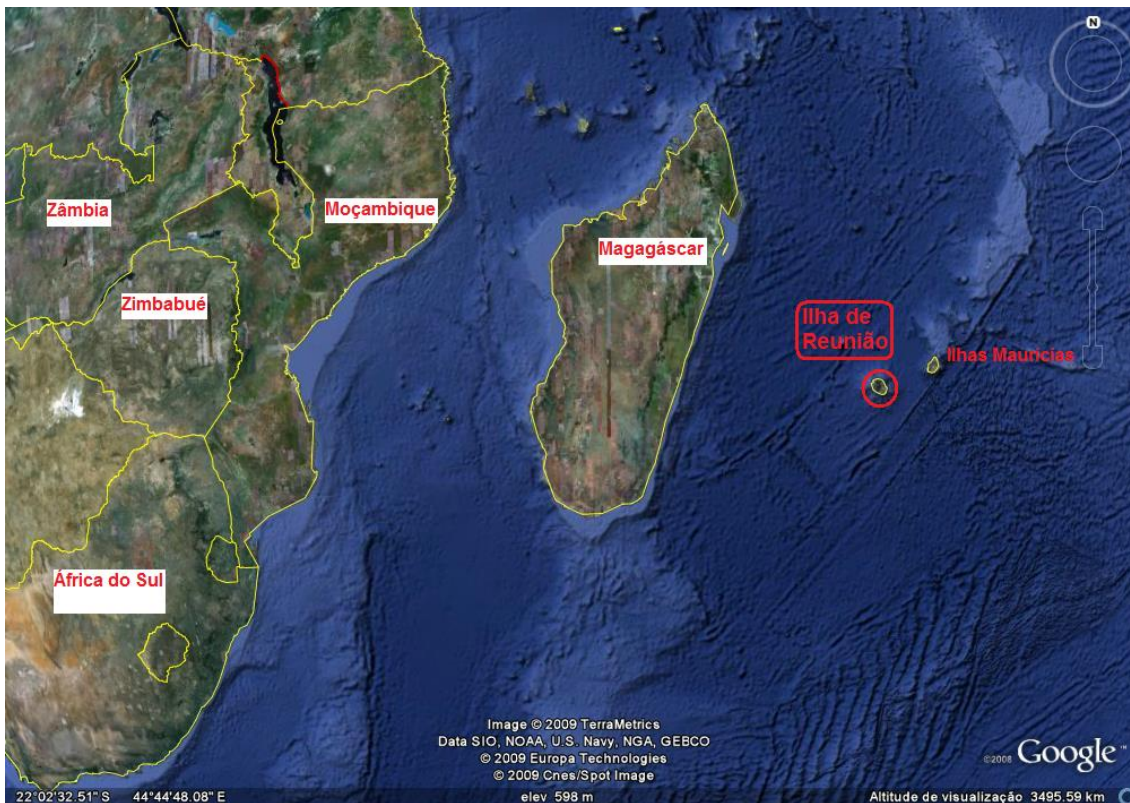 N
Zâmbia
Moçambique
Magagáscar
Zimbabué
Ilha de
Reunião
Ilhas Mauricias
África do Sul
Image © 2009 TerraMetrics
Data SIO, NOAA, U.S. Navy, NGA, GEBCO
© 2009 Europa Technologies
© 2009 Cnes/Spot Image
©2008 Google™
22°02'32.51" S 44°44'48.08" E elev 598 m Altitude de visualização 3495.59 km